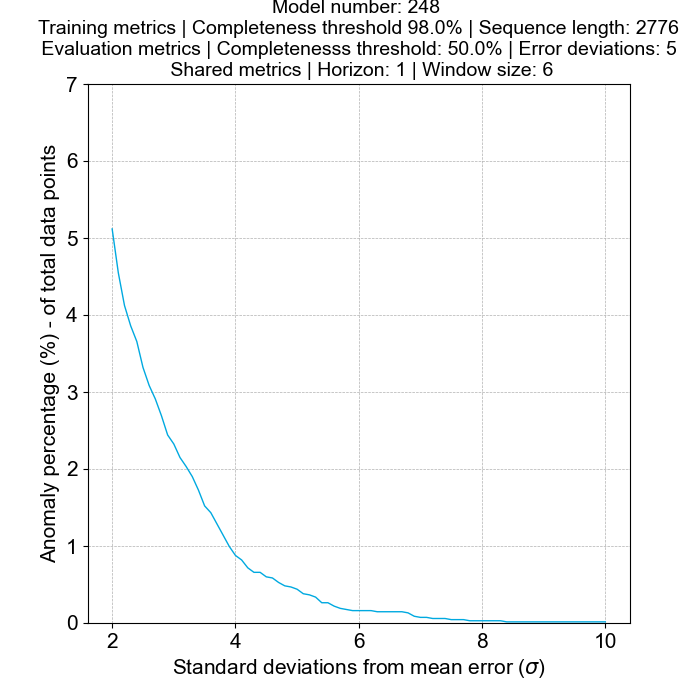 Model number: 248
Training metrics | Completeness threshold 98.0% | Sequence length: 2776
Evaluation metrics | Completenesss threshold: 50.0% | Error deviations: 5
Shared metrics | Horizon: 1 | Window size: 6
7
6
5
4
3
2
1
0
Anomaly percentage (%) - of total data points
2 4 6 8 10
Standard deviations from mean error (σ)